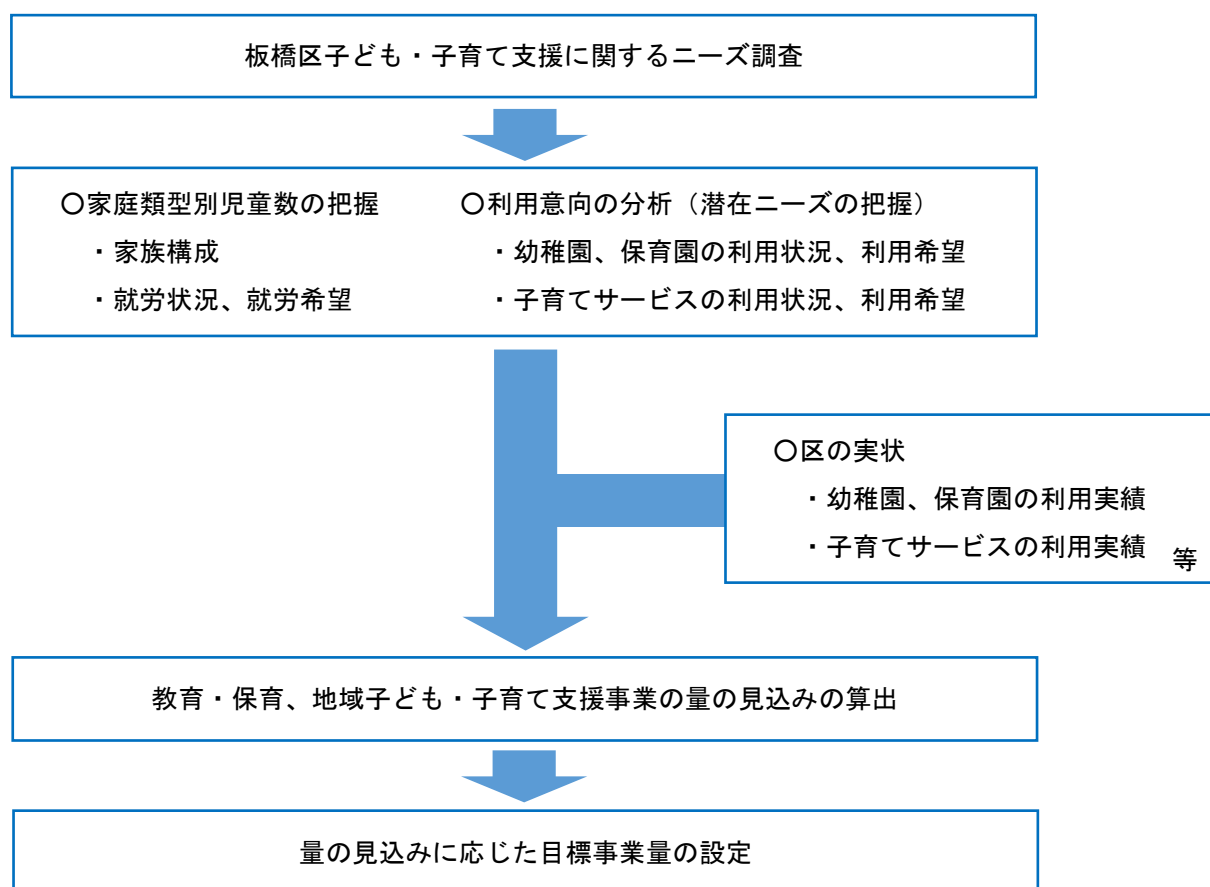 板橋区子ども・子育て支援に関するニーズ調査
〇家庭類型別児童数の把握
・家族構成
・就労状況、就労希望
〇利用意向の分析（潜在ニーズの把握）
・幼稚園、保育園の利用状況、利用希望
・子育てサービスの利用状況、利用希望
〇区の実状
・幼稚園、保育園の利用実績
・子育てサービスの利用実績 等
教育・保育、地域子ども・子育て支援事業の量の見込みの算出
量の見込みに応じた目標事業量の設定